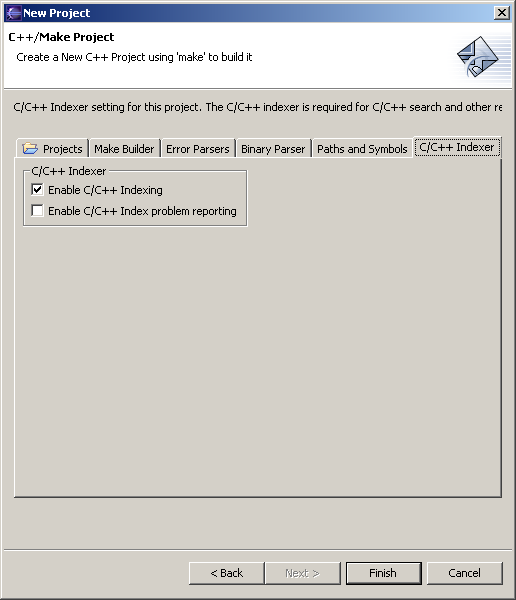 New Project
C++/Make Project
Create a New C++ Project using 'make' to build it
C/C++ Indexer setting for this project. The C/C++ indexer is required for C/C++ search and other re
Projects Make Builder Error Parsers Binary Parser Paths and Symbols C/C++ Indexer
C/C++ Indexer
Enable C/C++ Indexing
Enable C/C++ Index problem reporting
< Back Next > Finish Cancel